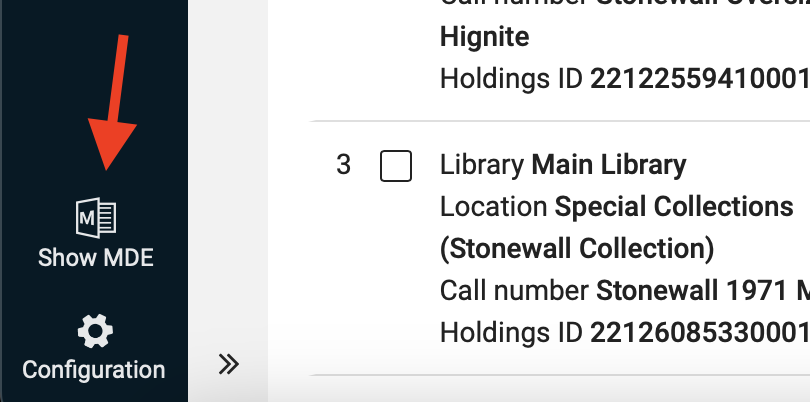 Hignite
Holdings ID 22122559410001
3
Library Main Library
Location Special Collections
(Stonewall Collection)
Call number Stonewall 1971 M
Holdings ID 22126085330001
M
Show MDE
Configuration